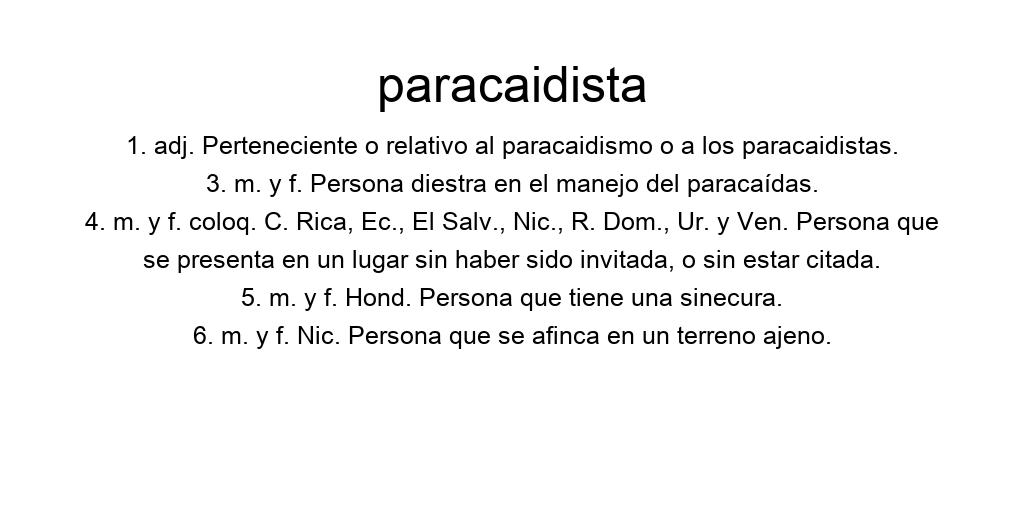 paracaidista
1. adj. Perteneciente o relativo al paracaidismo o a los paracaidistas.
3. m. y f. Persona diestra en el manejo del paracaídas.
4. m. y f. coloq. C. Rica, Ec., El Salv., Nic., R. Dom., Ur. y Ven. Persona que
se presenta en un lugar sin haber sido invitada, o sin estar citada.
5. m. y f. Hond. Persona que tiene una sinecura.
6. m. y f. Nic. Persona que se afinca en un terreno ajeno.